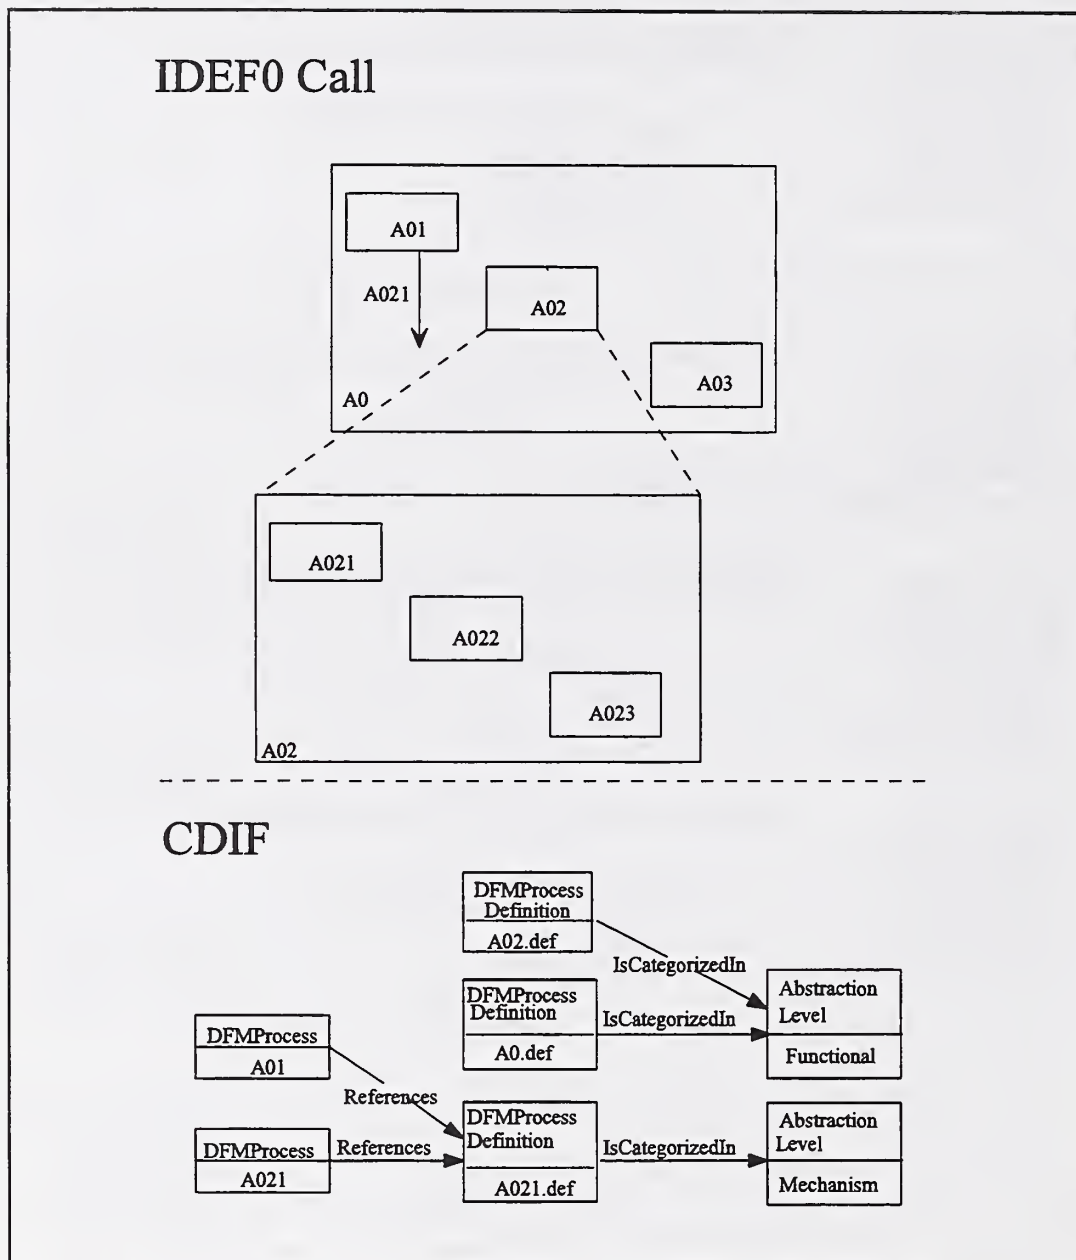 IDEF0 Call
A01
A021
A02
A03
A0
A021
A022
A023
A02
CDIF
DFMProcess
Definition
A02.def
IsCategorizedIn
DFMProcess
Definition
A0.def
IsCategorizedIn
Abstraction
Level
Functional
DFMProcess
A01
References
DFMProcess
A021
References
DFMProcess
Definition
A021.def
IsCategorizedIn
Abstraction
Level
Mechanism